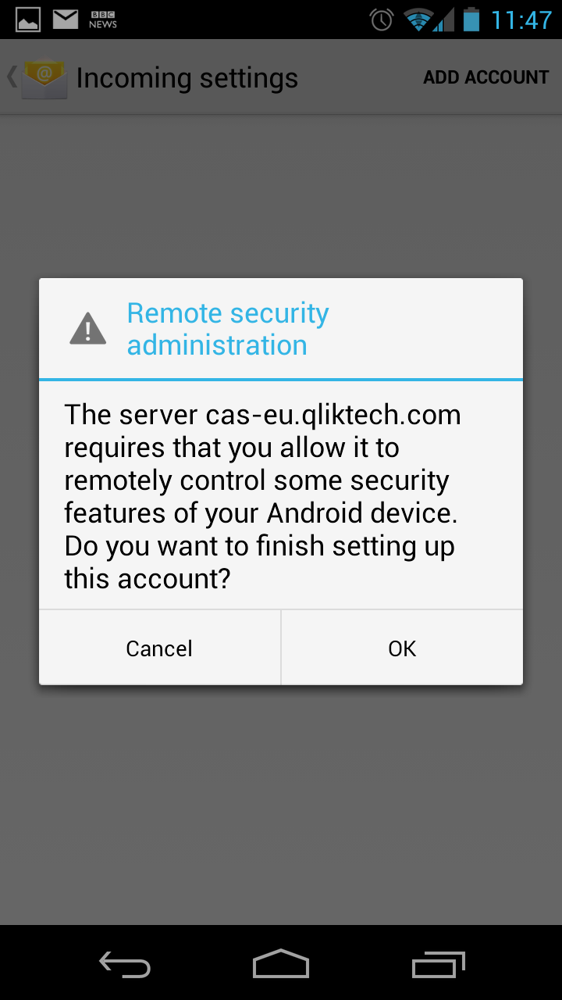 BBC
NEWS
11:47
Incoming settings
ADD ACCOUNT
Remote security
administration
The server cas-eu.qliktech.com
requires that you allow it to
remotely control some security
features of your Android device.
Do you want to finish setting up
this account?
Cancel
OK